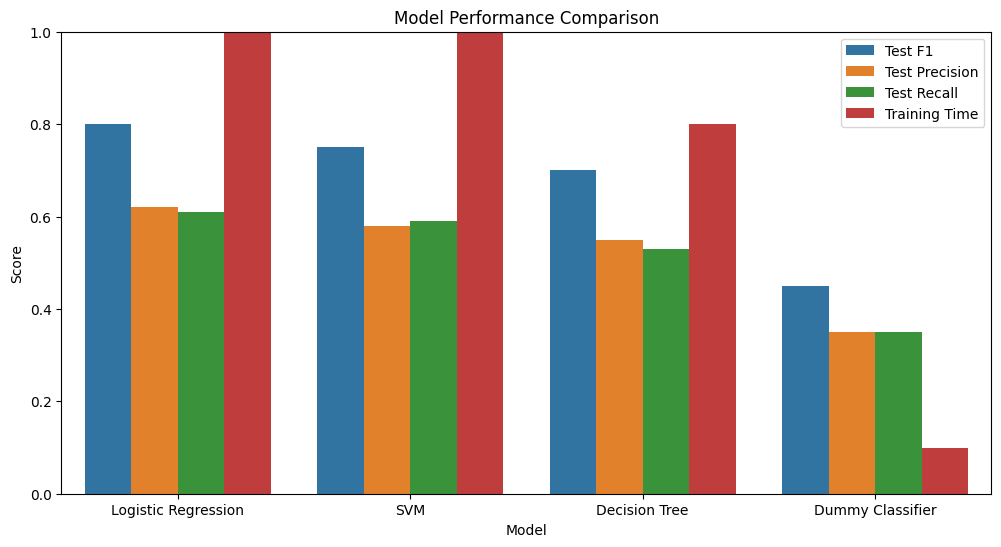 Model Performance Comparison
Test F1
Test Precision
Test Recall
Training Time
Score
1.0
0.8
0.6
0.4
0.2
0.0
Logistic Regression
SVM
Decision Tree
Dummy Classifier
Model